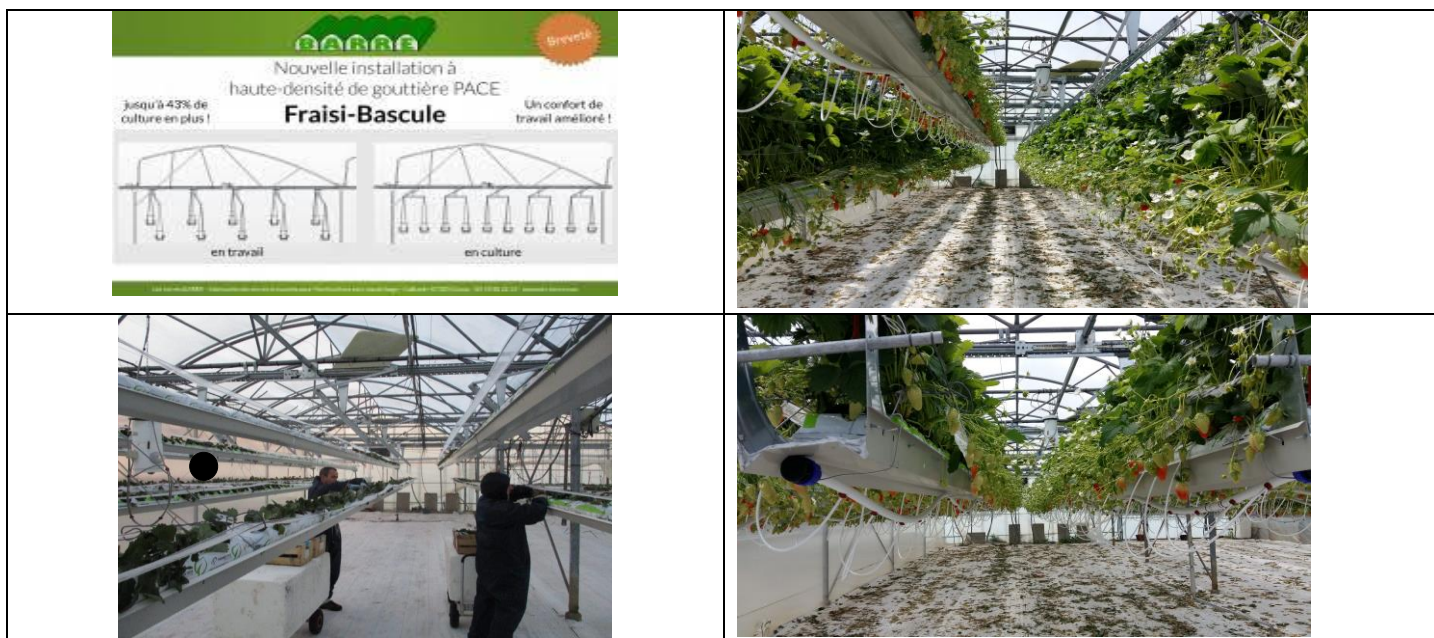 BARRE
Breveté
Nouvelle installation à
haute-densité de gouttière PACE
jusqu'à 43% de
culture en plus !
Fraisi-Bascule
Un confort de
travail amélioré !
en travail
en culture